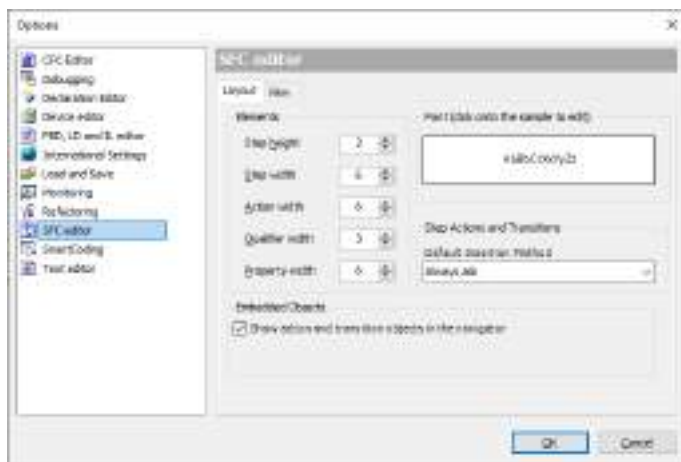 Options
CFC Editor
Debugging
Declaration Editor
Device editor
FBD, LD and IL editor
International Settings
Load and Save
Monitoring
Refactoring
SFC editor
SmartCoding
Text editor
SFC editor
Layout View
Elements
Step height 2
Step width 6
Action width 6
Qualifier width 3
Property width 6
Font (click onto the sample to edit)
AaBbCcXxYyZz
Step Actions and Transitions
Default Insertion Method
Always ask
Embedded Objects
Show action and transition objects in the navigator
OK Cancel